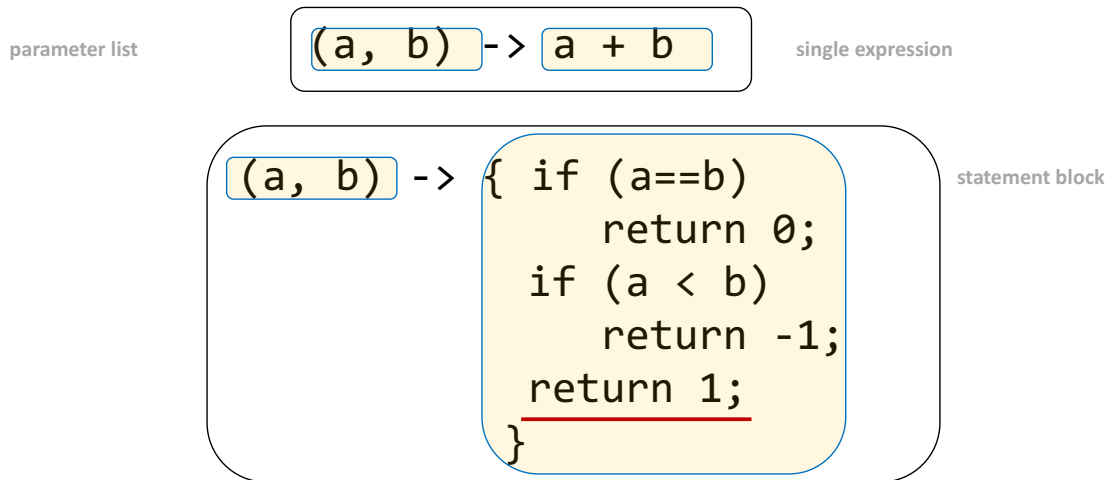 parameter list
(a, b) -> a + b
single expression
(a, b) -> { if (a==b)
return 0;
if (a < b)
return -1;
return 1;
}
statement block